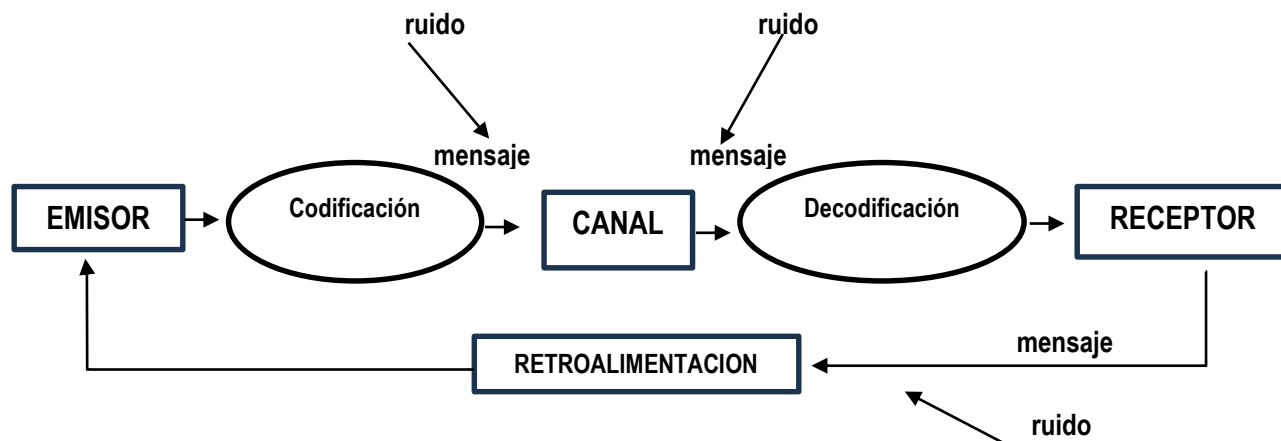 ruido
ruido
mensaje
mensaje
EMISOR
Codificación
CANAL
Decodificación
RECEPTOR
mensaje
RETROALIMENTACION
ruido